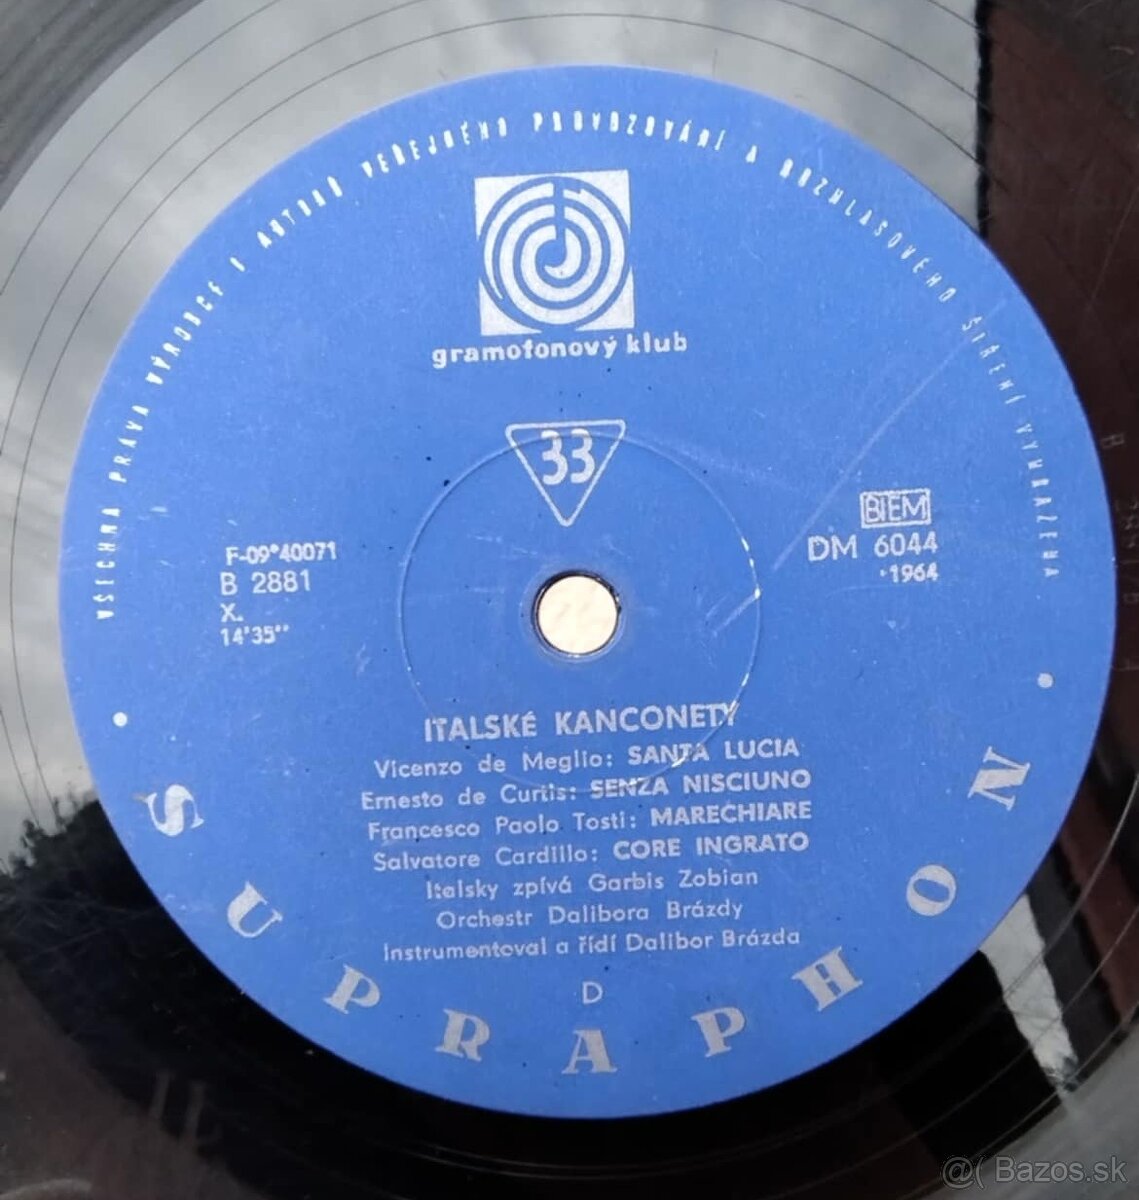 VŠECHNA PRÁVA VÝROBCE I AUTORŮ VEŘEJNÉHO PROVOZOVÁNÍ A ROZHLASOVÉHO ŠÍŘENÍ VYHRAZENA
gramofonový klub
33
F-09*40071
B 2881
X.
14'35''
BIEM
DM 6044
•1964
ITALSKÉ KANCONETY
Vicenzo de Meglio: SANTA LUCIA
Ernesto de Curtis: SENZA NISCIUNO
Francesco Paolo Tosti: MARECHIARE
Salvatore Cardillo: CORE INGRATO
Italsky zpívá Garbis Zobian
Orchestr Dalibora Brázdy
Instrumentoval a řídí Dalibor Brázda
D
• SUPRAPHON •
@( Bazos.sk